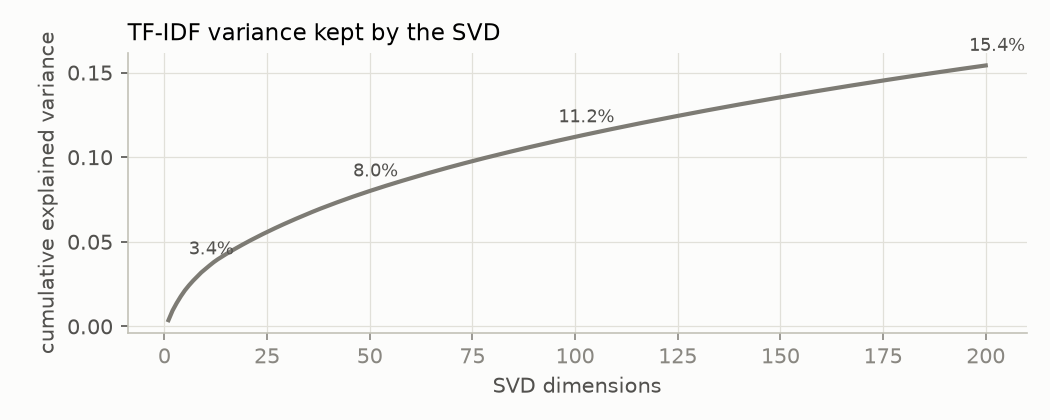 TF-IDF variance kept by the SVD
cumulative explained variance
0.15
0.10
0.05
0.00
3.4%
8.0%
11.2%
15.4%
0 25 50 75 100 125 150 175 200
SVD dimensions